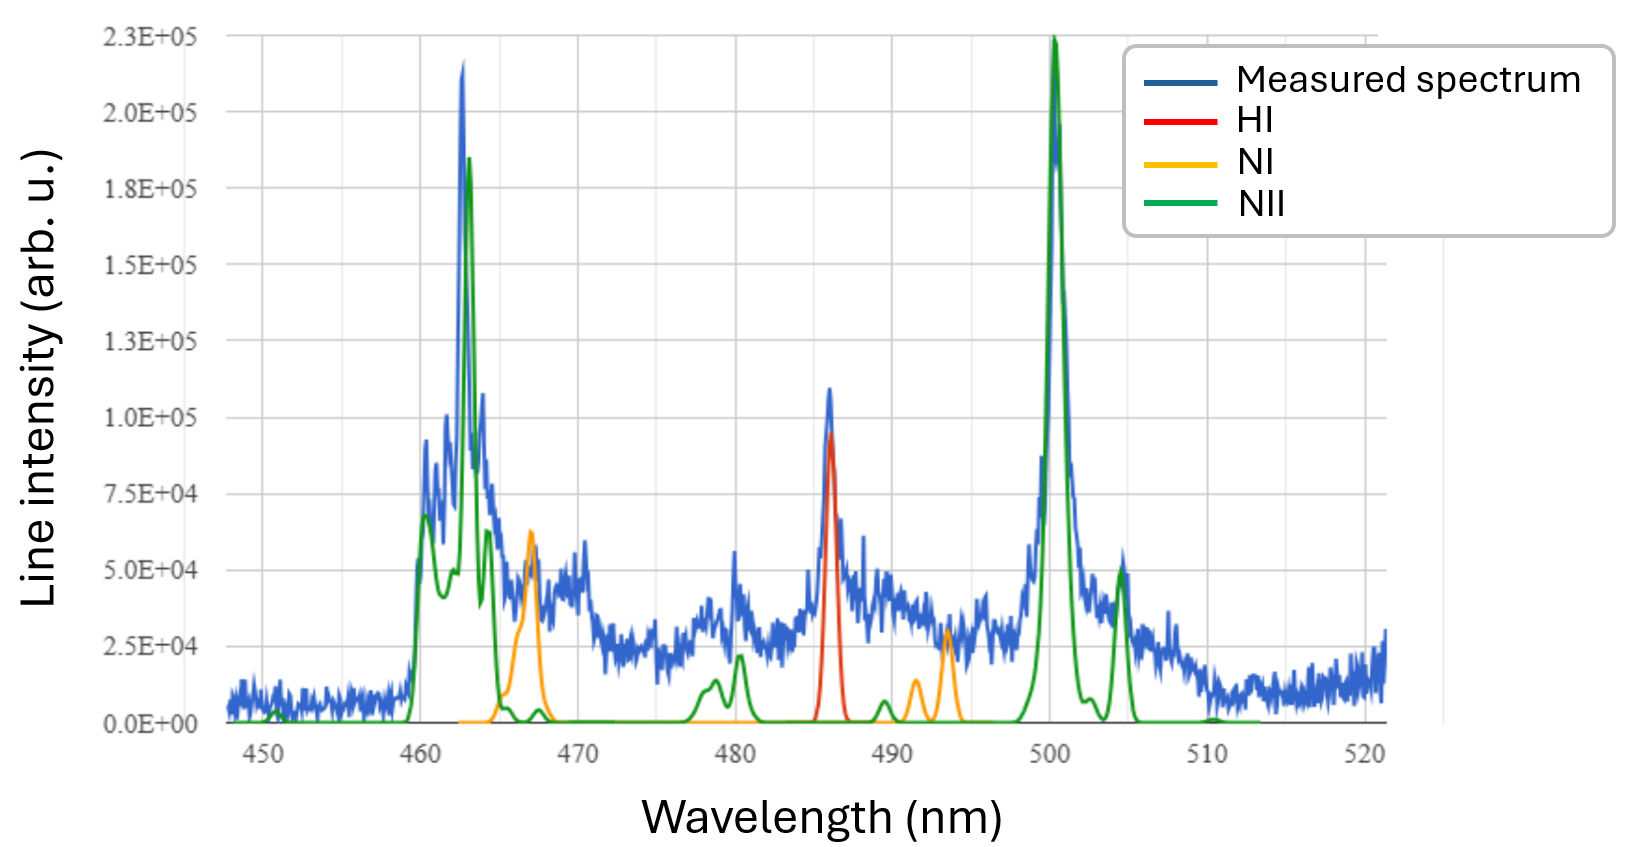 2.3E+05
2.0E+05
1.8E+05
1.5E+05
1.3E+05
1.0E+05
7.5E+04
5.0E+04
2.5E+04
0.0E+00
Line intensity (arb. u.)
450 460 470 480 490 500 510 520
Wavelength (nm)
Measured spectrum
HI
NI
NII